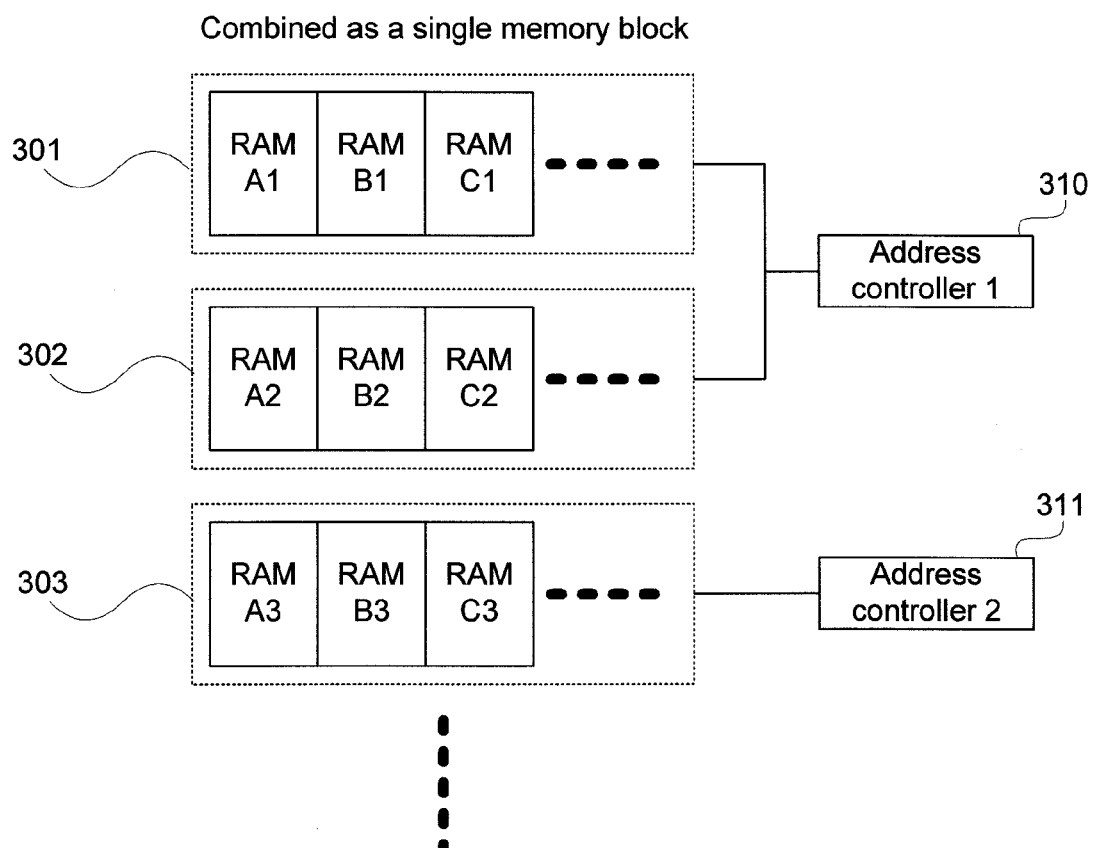 Combined as a single memory block
301
RAM
A1
RAM
B1
RAM
C1
310
Address
controller 1
302
RAM
A2
RAM
B2
RAM
C2
303
RAM
A3
RAM
B3
RAM
C3
311
Address
controller 2